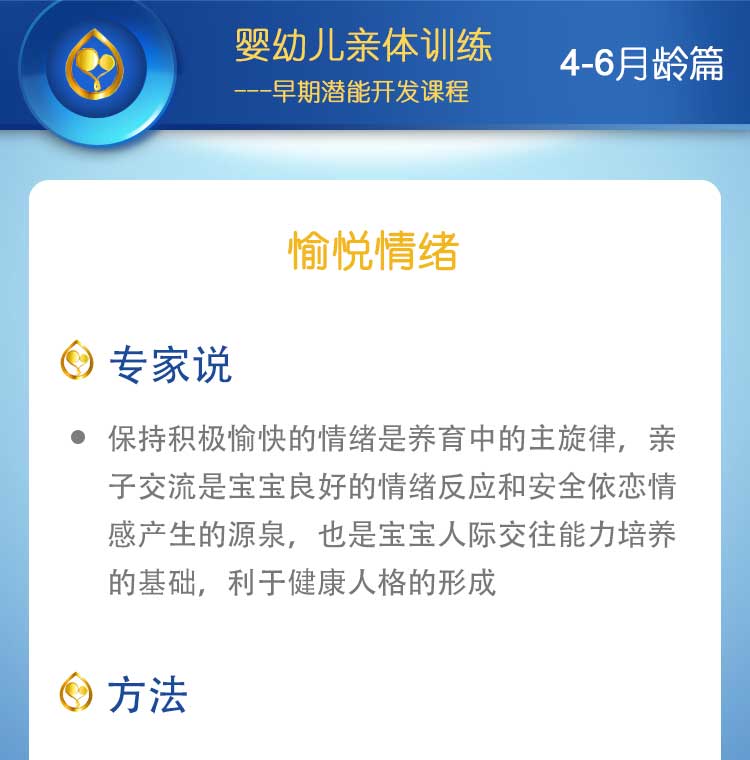 婴幼儿亲体训练
---早期潜能开发课程
4-6月龄篇
愉悦情绪
专家说
● 保持积极愉快的情绪是养育中的主旋律，亲
子交流是宝宝良好的情绪反应和安全依恋情
感产生的源泉，也是宝宝人际交往能力培养
的基础，利于健康人格的形成
方法